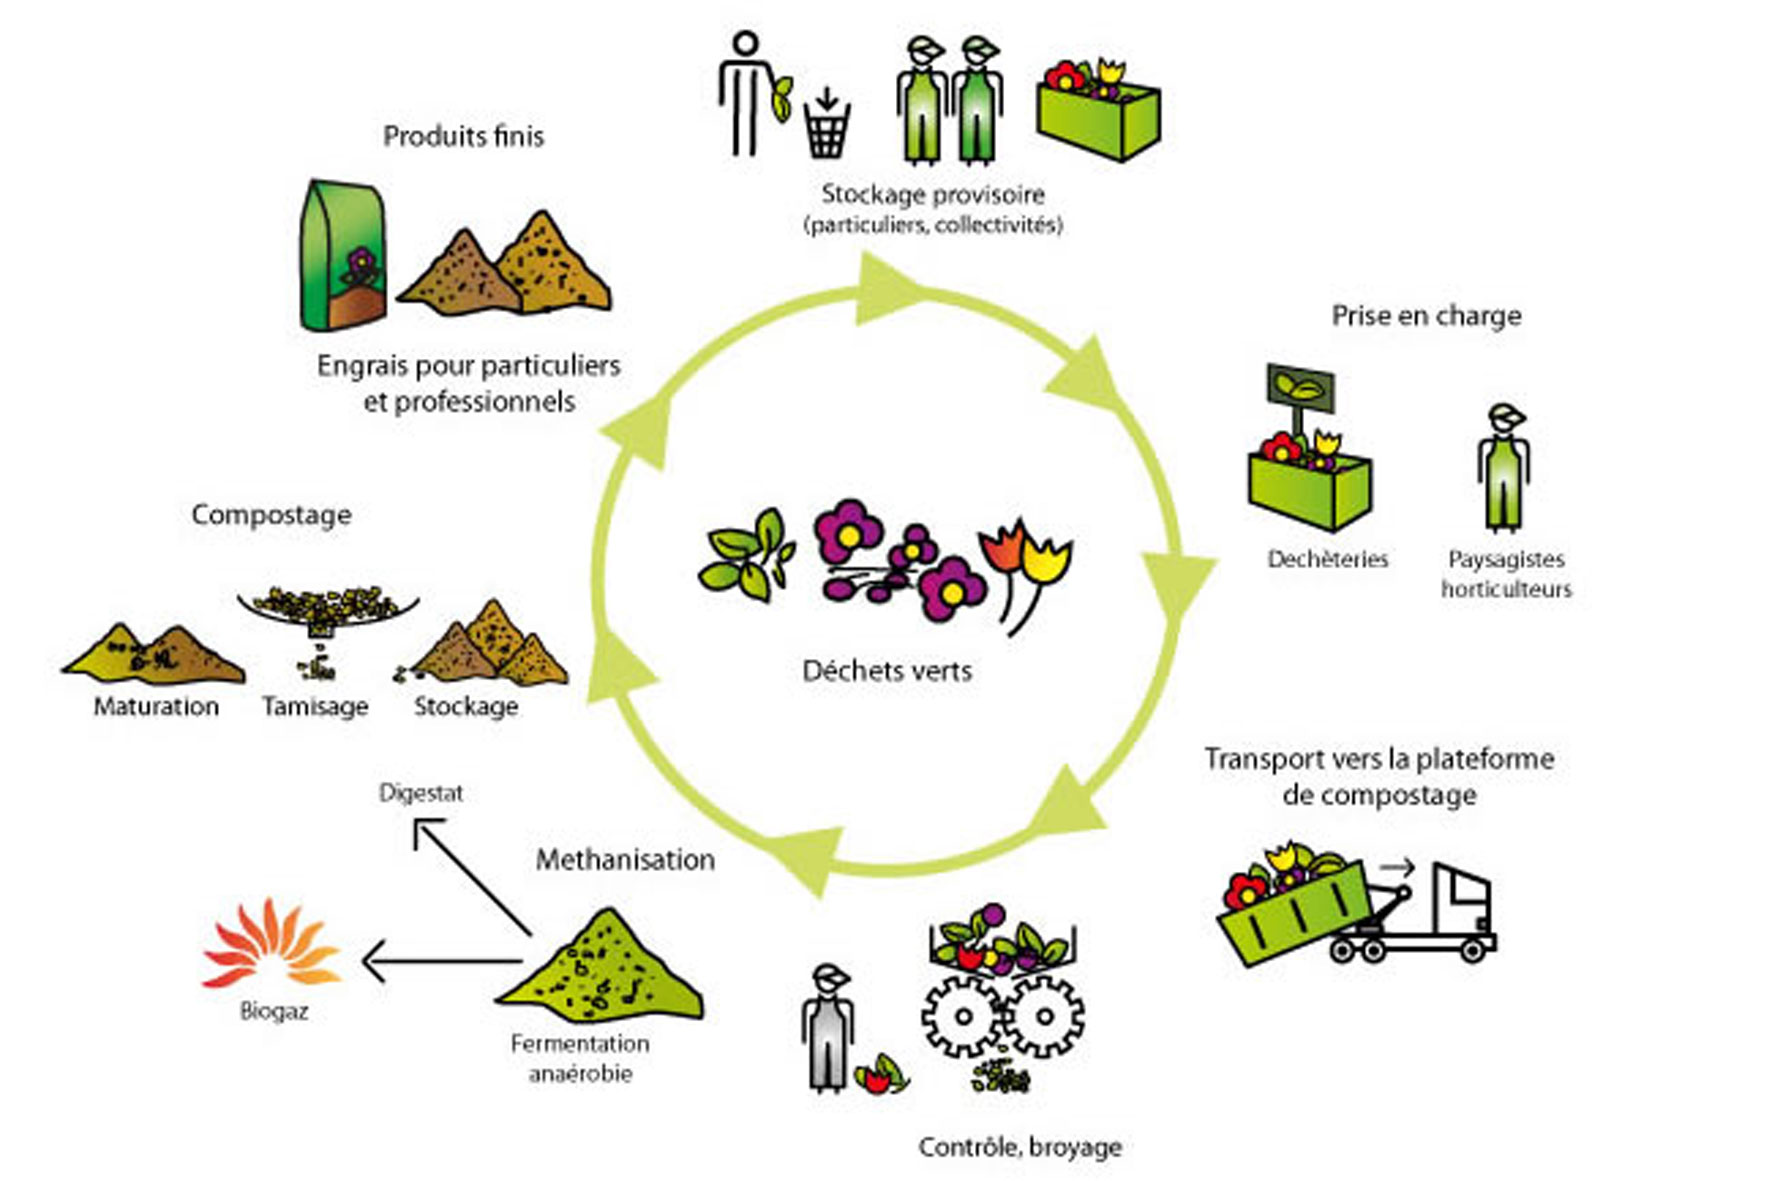 Stockage provisoire
(particuliers, collectivités)
Prise en charge
Dechèteries
Paysagistes
horticulteurs
Transport vers la plateforme
de compostage
Contrôle, broyage
Methanisation
Fermentation
anaérobie
Biogaz
Digestat
Compostage
Maturation
Tamisage
Stockage
Produits finis
Engrais pour particuliers
et professionnels
Déchets verts